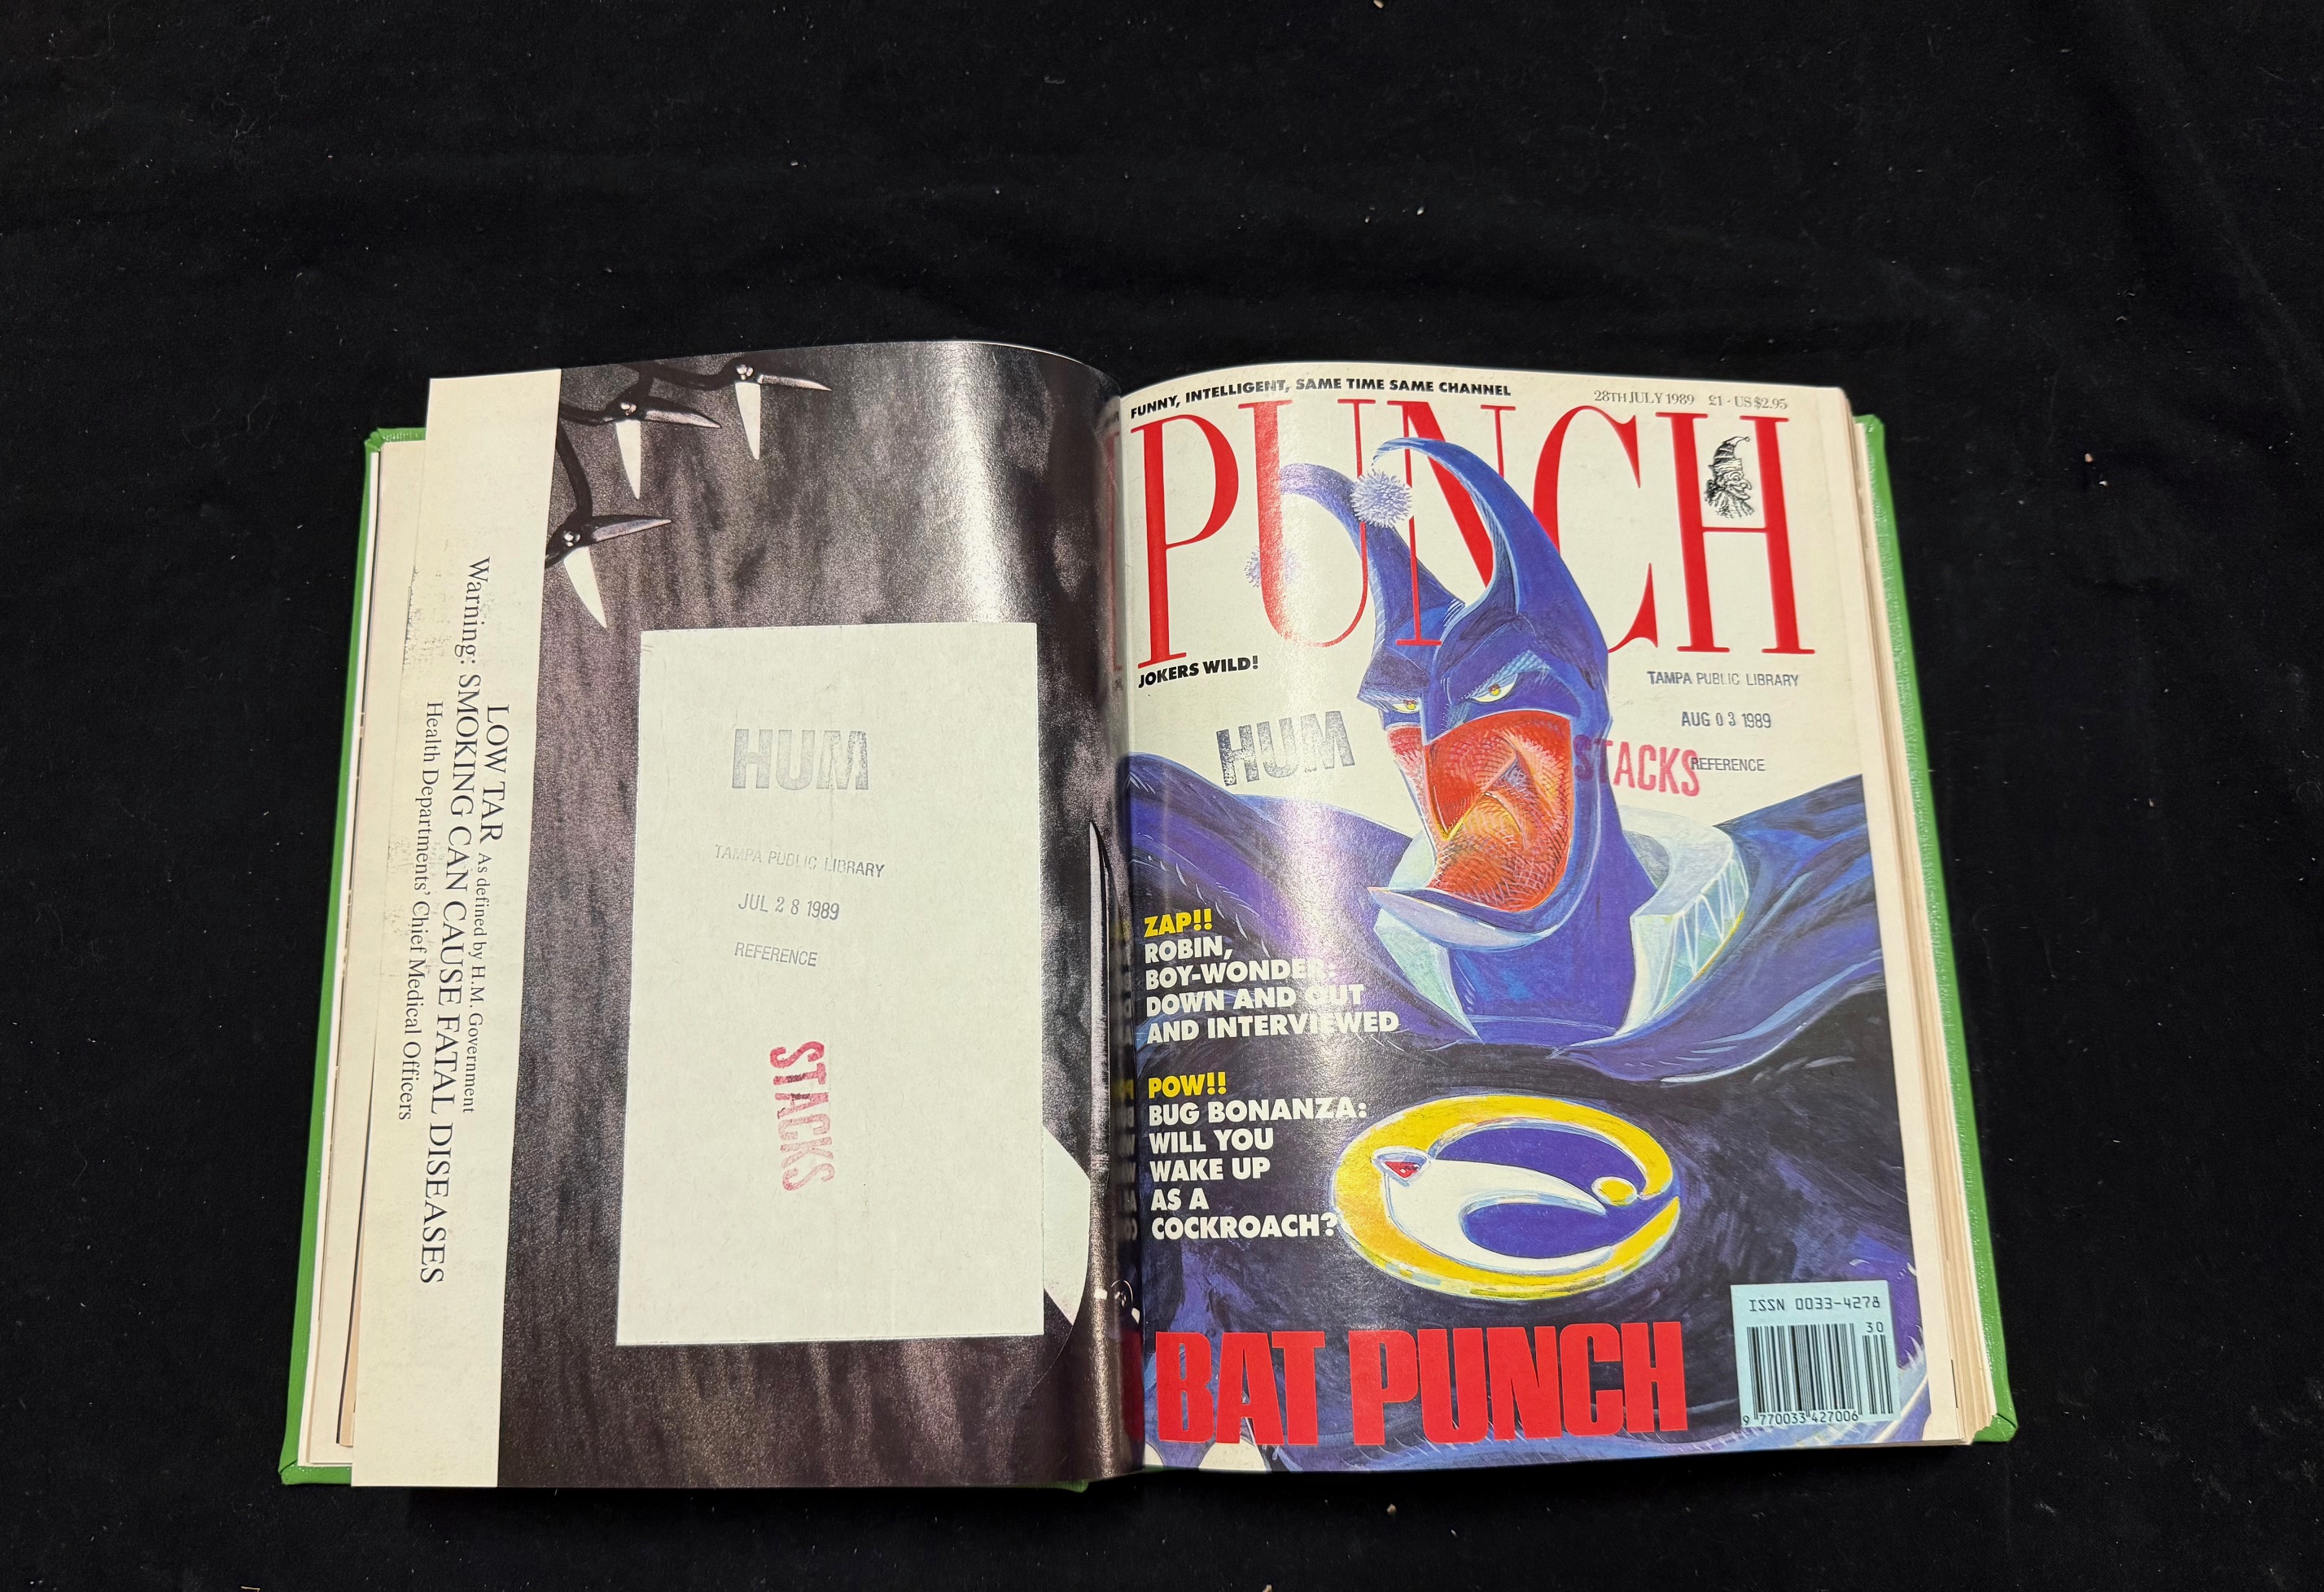 LOW TAR As defined by H.M. Government
Warning: SMOKING CAN CAUSE FATAL DISEASES
Health Departments' Chief Medical Officers
HUM
TAMPA PUBLIC LIBRARY
JUL 28 1989
REFERENCE
STACKS
FUNNY, INTELLIGENT, SAME TIME SAME CHANNEL
28TH JULY 1989 £1 · US $2.95
PUNCH
JOKERS WILD!
TAMPA PUBLIC LIBRARY
AUG 03 1989
HUM
STACKS
REFERENCE
ZAP!!
ROBIN,
BOY-WONDER:
DOWN AND OUT
AND INTERVIEWED
POW!!
BUG BONANZA:
WILL YOU
WAKE UP
AS A
COCKROACH?
ISSN 0033-4278
30
9 770033 427006
BAT PUNCH